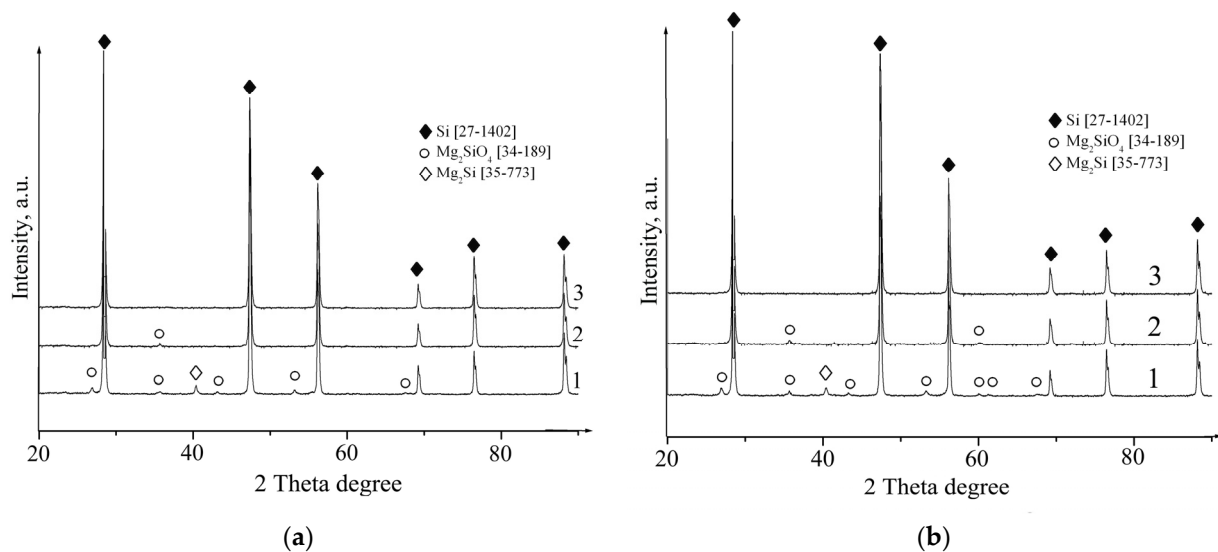 Intensity, a.u.
Si [27-1402]
Mg₂SiO₄ [34-189]
Mg₂Si [35-773]
3
2
1
20 40 60 80
2 Theta degree
(a)
Intensity, a.u.
Si [27-1402]
Mg₂SiO₄ [34-189]
Mg₂Si [35-773]
3
2
1
20 40 60 80
2 Theta degree
(b)